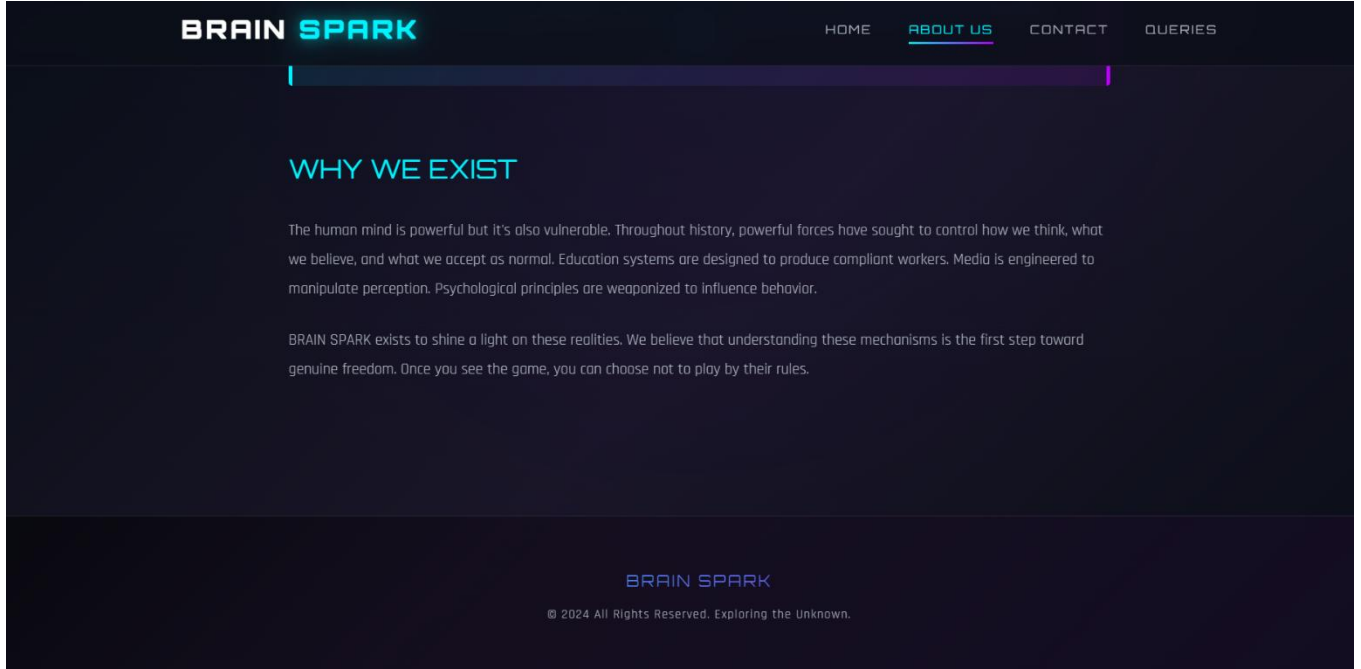 BRAIN SPARK
HOME ABOUT US CONTACT QUERIES
WHY WE EXIST
The human mind is powerful but it's also vulnerable. Throughout history, powerful forces have sought to control how we think, what
we believe, and what we accept as normal. Education systems are designed to produce compliant workers. Media is engineered to
manipulate perception. Psychological principles are weaponized to influence behavior.
BRAIN SPARK exists to shine a light on these realities. We believe that understanding these mechanisms is the first step toward
genuine freedom. Once you see the game, you can choose not to play by their rules.
BRAIN SPARK
© 2024 All Rights Reserved. Exploring the Unknown.